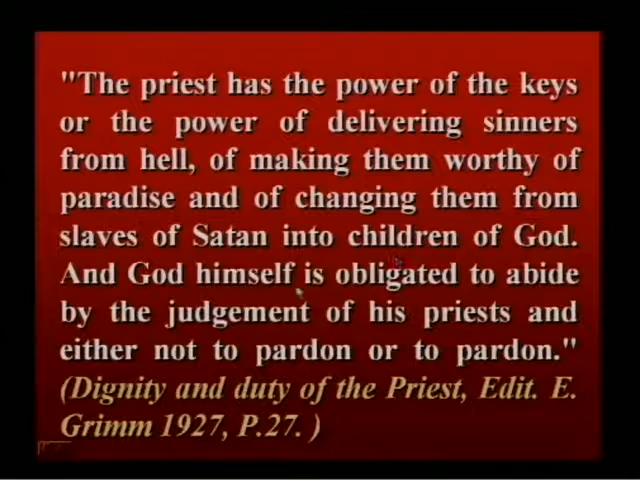 "The priest has the power of the keys
or the power of delivering sinners
from hell, of making them worthy of
paradise and of changing them from
slaves of Satan into children of God.
And God himself is obligated to abide
by the judgement of his priests and
either not to pardon or to pardon."
(Dignity and duty of the Priest, Edit. E.
Grimm 1927, P.27. )